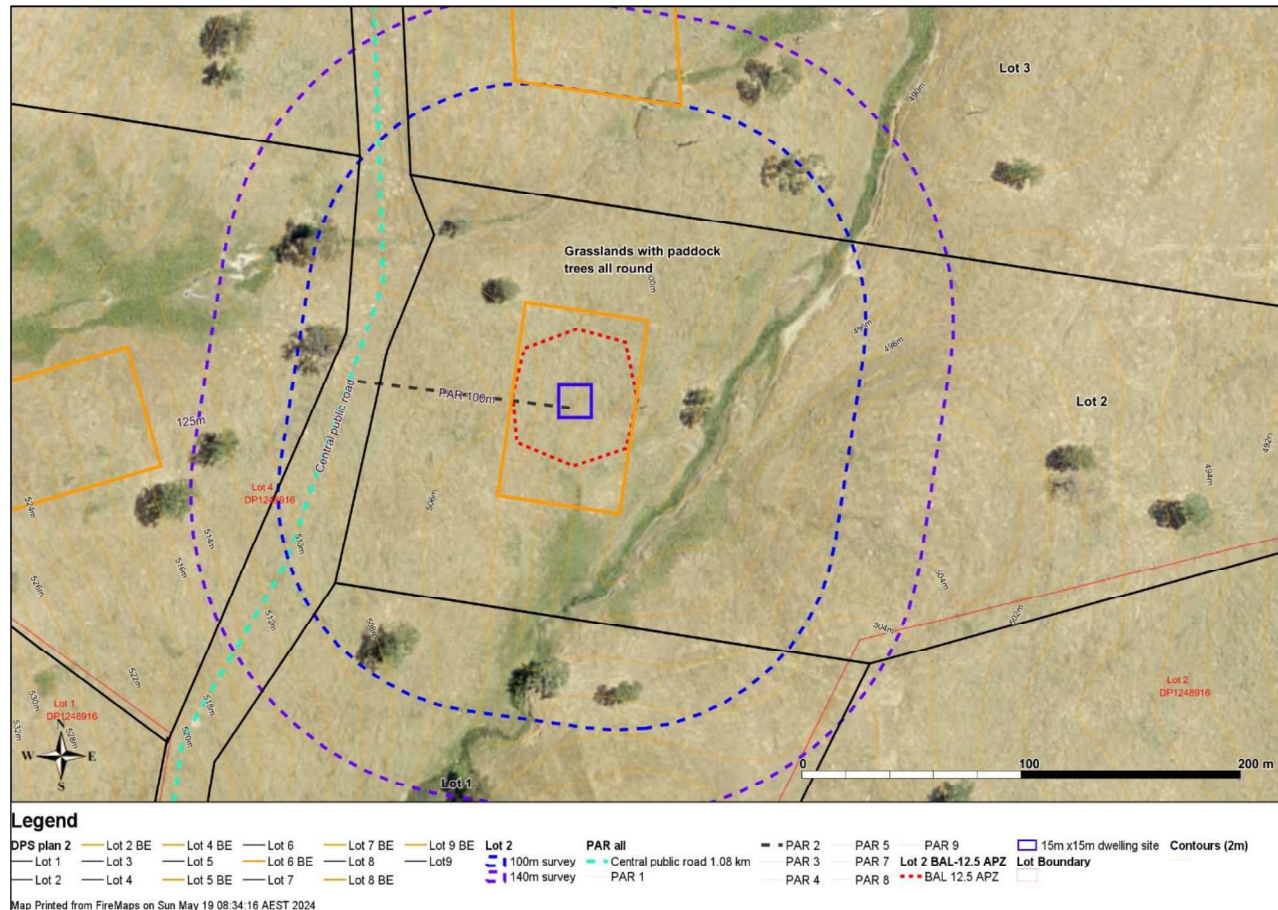 490m
Lot 3
Grasslands with paddock
trees all round
500m
496m
498m
PAR 100m
Central public road
Lot 2
125m
492m
494m
Lot 4
DP1248916
506m
524m
514m
510m
516m
526m
504m
502m
512m
508m
504m
522m
Lot 2
DP1248916
530m
518m
Lot 1
DP1248916
532m
528m
520m
W
E
S
Lot 1
0
100
200 m
Legend
DPS plan 2
Lot 1
Lot 2
Lot 2 BE
Lot 3
Lot 4
Lot 4 BE
Lot 5
Lot 5 BE
Lot 6
Lot 6 BE
Lot 7
Lot 7 BE
Lot 8
Lot 8 BE
Lot 9 BE
Lot9
Lot 2
100m survey
140m survey
PAR all
Central public road 1.08 km
PAR 1
PAR 2
PAR 3
PAR 4
PAR 5
PAR 7
PAR 8
PAR 9
Lot 2 BAL-12.5 APZ
BAL 12.5 APZ
15m x15m dwelling site
Lot Boundary
Contours (2m)
Map Printed from FireMaps on Sun May 19 08:34:16 AEST 2024